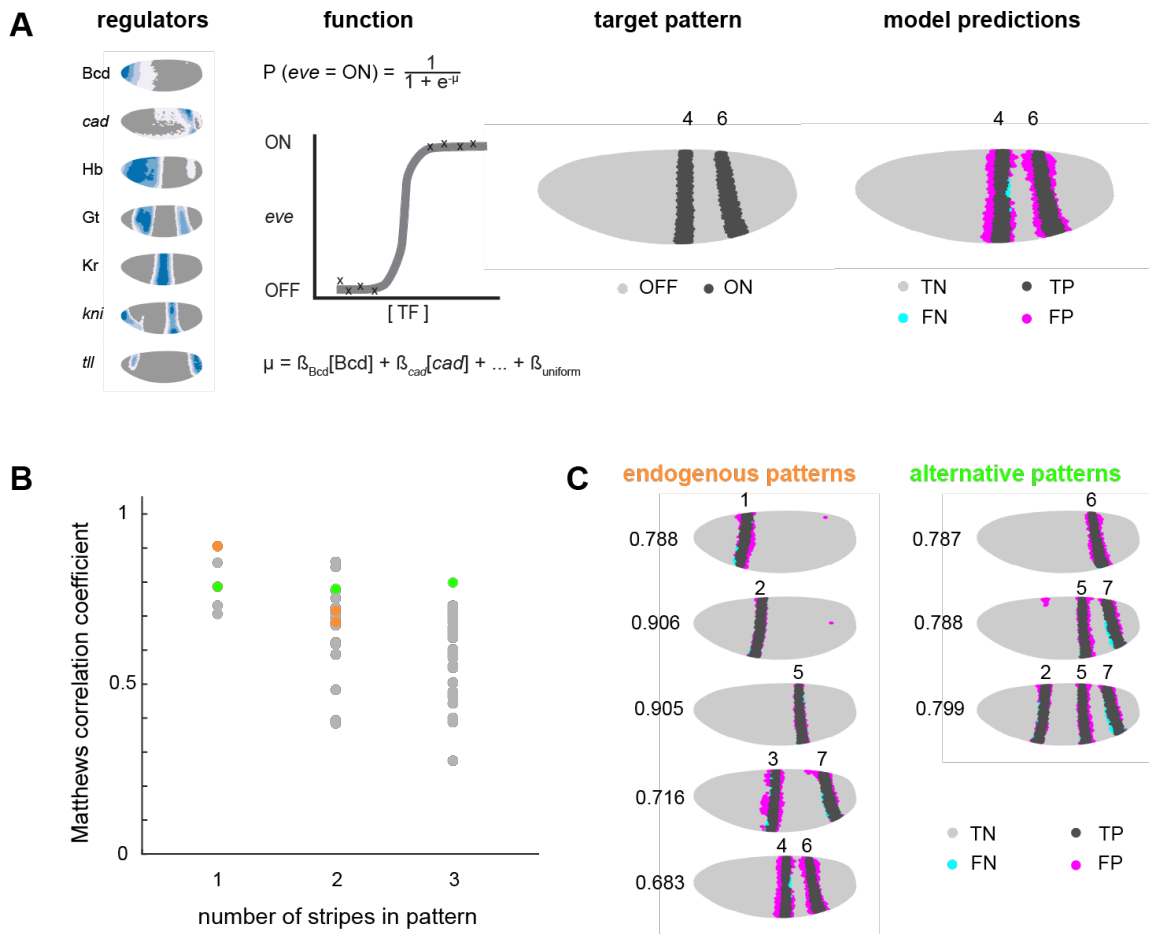 A
regulators
function
target pattern
model predictions
Bcd
cad
Hb
Gt
Kr
kni
tll
P (eve = ON) = 1
1 + e-μ
ON
eve
OFF
[ TF ]
μ = ßBcd[Bcd] + ßcad[cad] + ... + ßuniform
4 6
OFF ON
4 6
TN TP
FN FP
B
Matthews correlation coefficient
1
0.5
0
1 2 3
number of stripes in pattern
C
endogenous patterns
1
0.788
2
0.906
5
0.905
3 7
0.716
4 6
0.683
alternative patterns
6
0.787
5 7
0.788
2 5 7
0.799
TN TP
FN FP